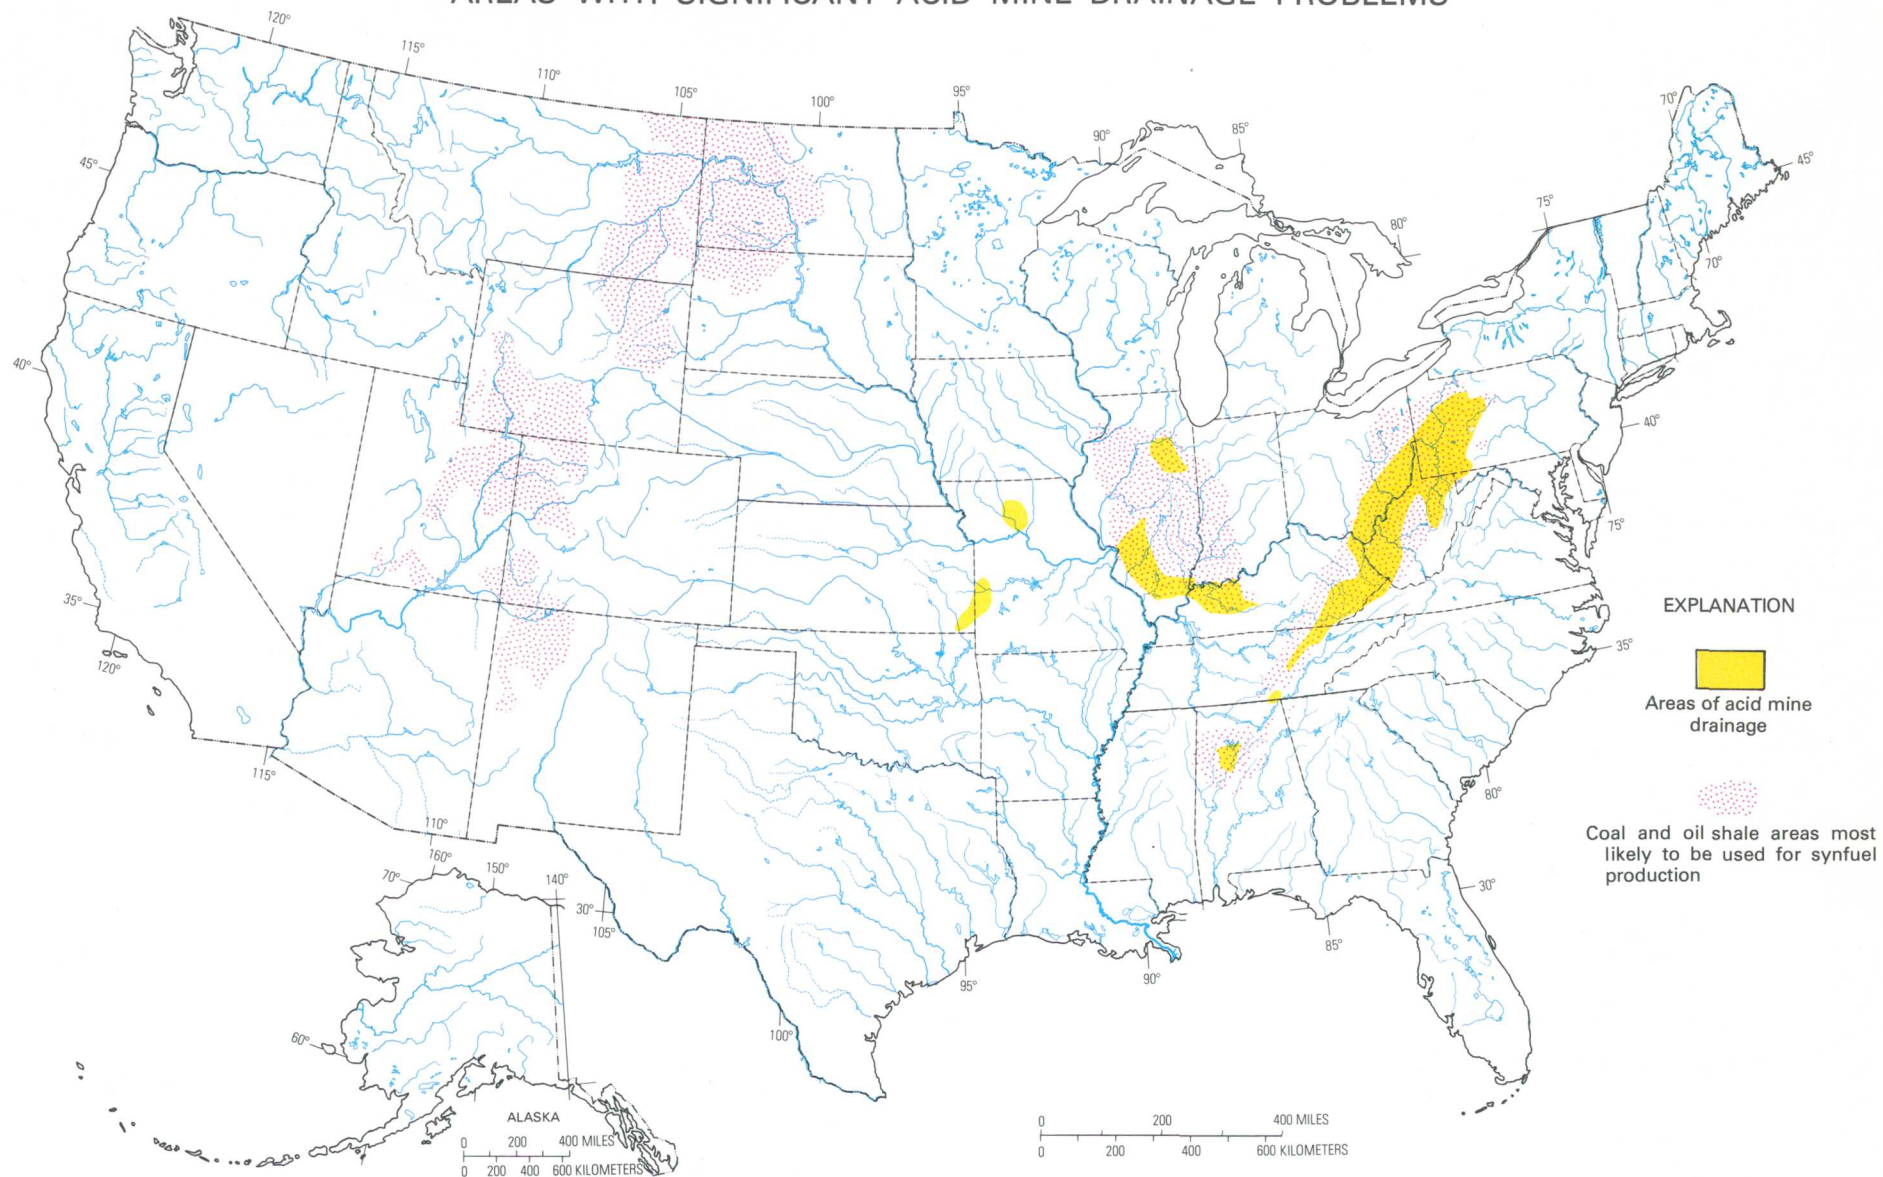 AREAS WITH SIGNIFICANT ACID MINE DRAINAGE PROBLEMS
120°
115°
110°
105°
100°
95°
90°
85°
80°
75°
70°
45°
70°
45°
40°
40°
75°
35°
35°
120°
115°
110°
80°
30°
85°
90°
95°
100°
30°
105°
160°
150°
140°
70°
60°
EXPLANATION
Areas of acid mine
drainage
Coal and oil shale areas most
likely to be used for synfuel
production
ALASKA
0 200 400 MILES
0 200 400 600 KILOMETERS
0 200 400 MILES
0 200 400 600 KILOMETERS